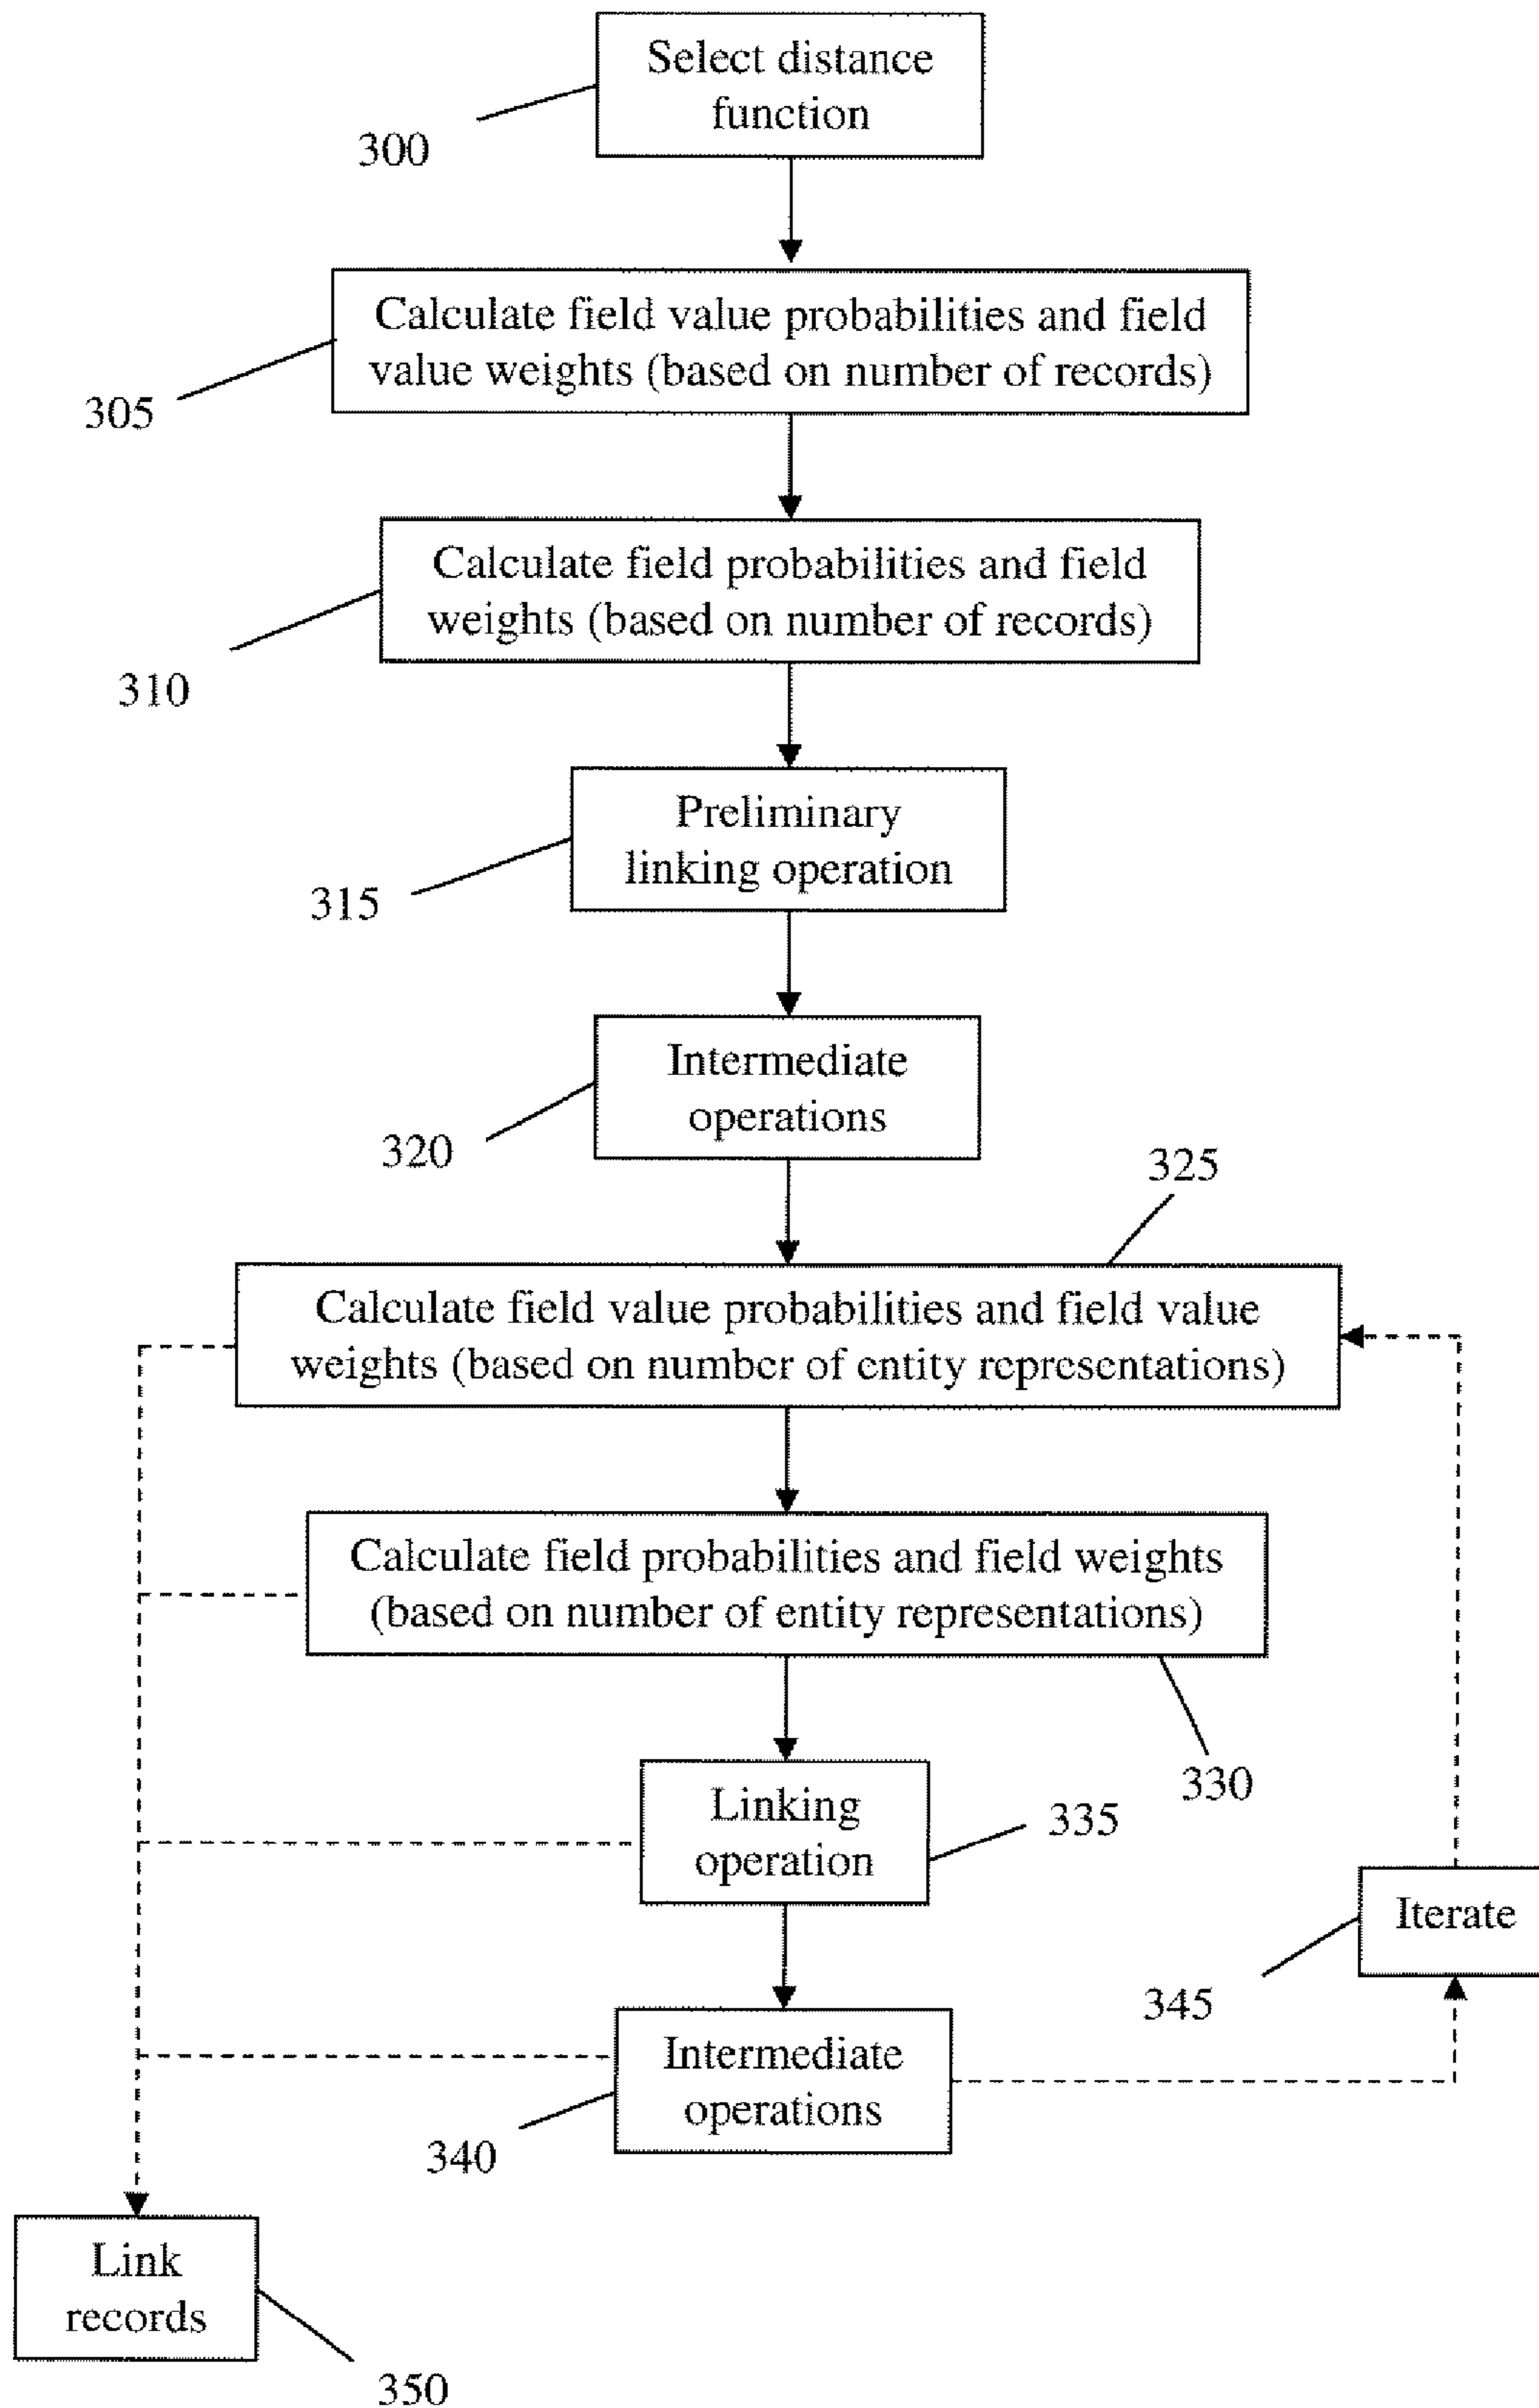 Select distance
function
300
Calculate field value probabilities and field
value weights (based on number of records)
305
Calculate field probabilities and field
weights (based on number of records)
310
Preliminary
linking operation
315
Intermediate
operations
320
325
Calculate field value probabilities and field value
weights (based on number of entity representations)
Calculate field probabilities and field weights
(based on number of entity representations)
330
Linking
operation
335
Iterate
345
Intermediate
operations
340
Link
records
350